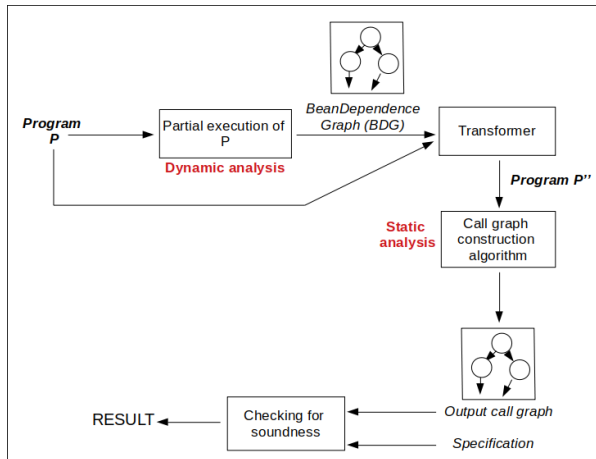 Program
P
Partial execution of
P
Dynamic analysis
BeanDependence
Graph (BDG)
Transformer
Program P''
Static
analysis
Call graph
construction
algorithm
Output call graph
Specification
Checking for
soundness
RESULT